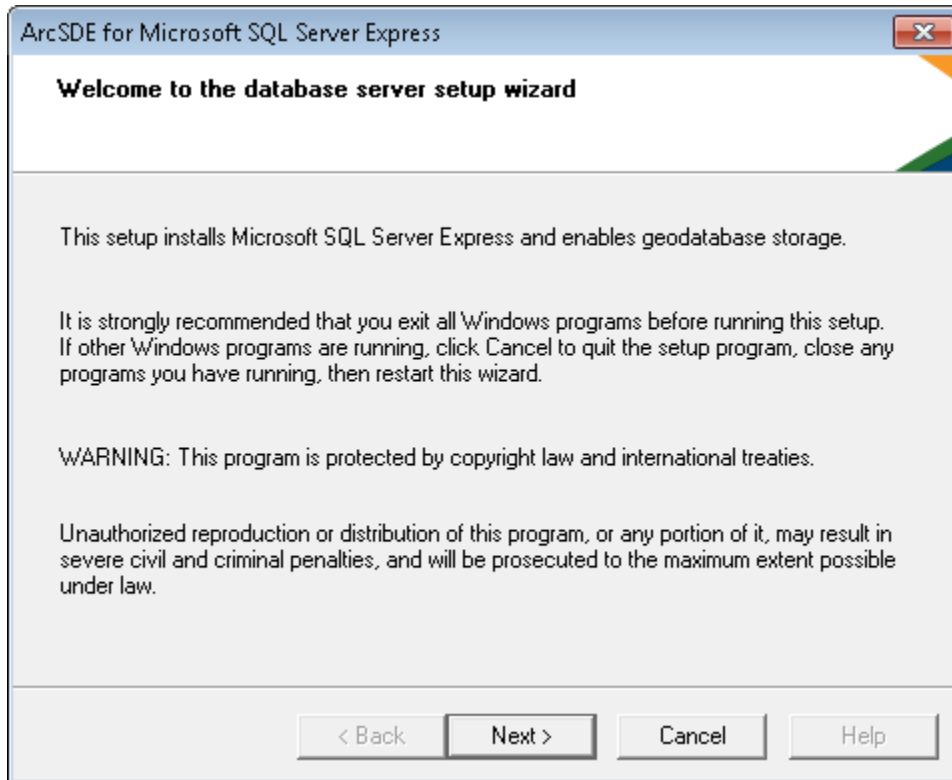 ArcSDE for Microsoft SQL Server Express
Welcome to the database server setup wizard
This setup installs Microsoft SQL Server Express and enables geodatabase storage.
It is strongly recommended that you exit all Windows programs before running this setup.
If other Windows programs are running, click Cancel to quit the setup program, close any
programs you have running, then restart this wizard.
WARNING: This program is protected by copyright law and international treaties.
Unauthorized reproduction or distribution of this program, or any portion of it, may result in
severe civil and criminal penalties, and will be prosecuted to the maximum extent possible
under law.
< Back Next > Cancel Help